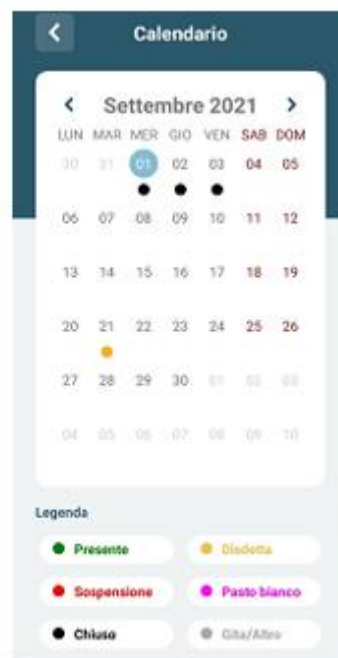 Calendario
Settembre 2021
LUN MAR MER GIO VEN SAB DOM
30 31 01 02 03 04 05
06 07 08 09 10 11 12
13 14 15 16 17 18 19
20 21 22 23 24 25 26
27 28 29 30 01 02 03
04 05 06 07 08 09 10
Legenda
Presente Disdetta
Sospensione Pasto bianco
Chiuso Gita/Altro